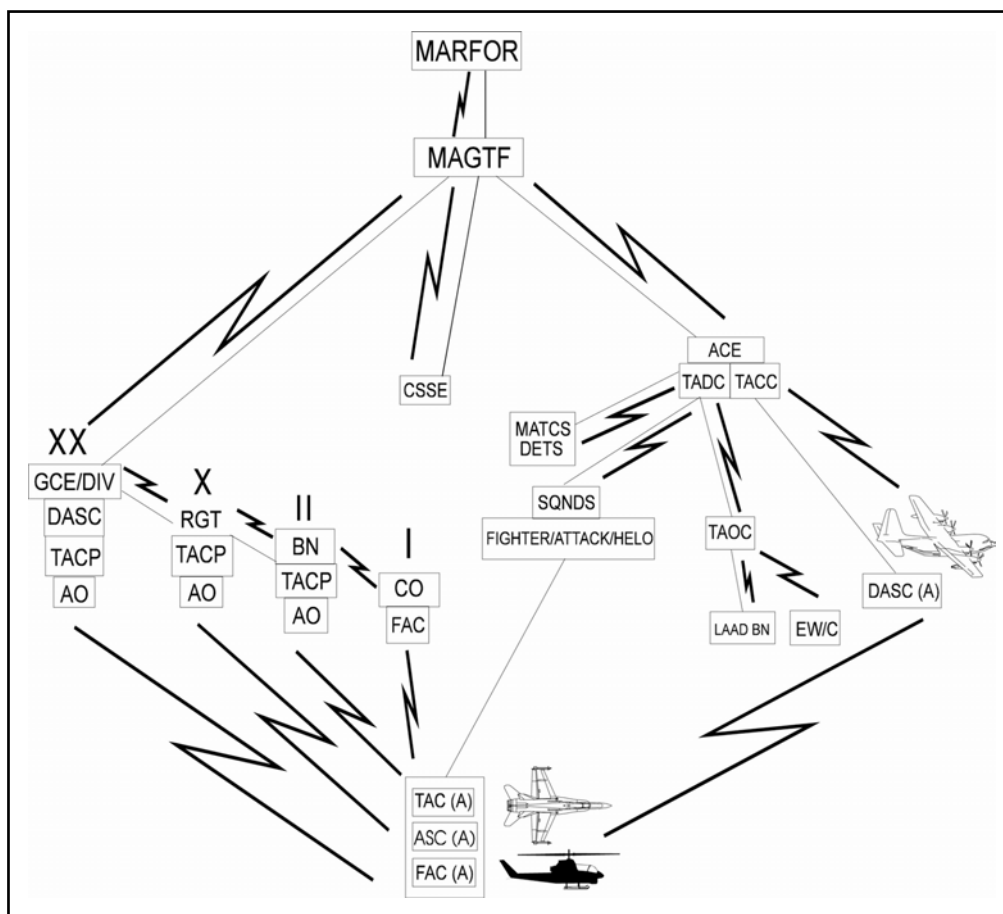 MARFOR
MAGTF
ACE
TADC TACC
CSSE
MATCS
DETS
XX
GCE/DIV
DASC
TACP
AO
X
RGT
TACP
AO
II
BN
TACP
AO
I
CO
FAC
SQNDS
FIGHTER/ATTACK/HELO
TAOC
LAAD BN
EW/C
DASC (A)
TAC (A)
ASC (A)
FAC (A)